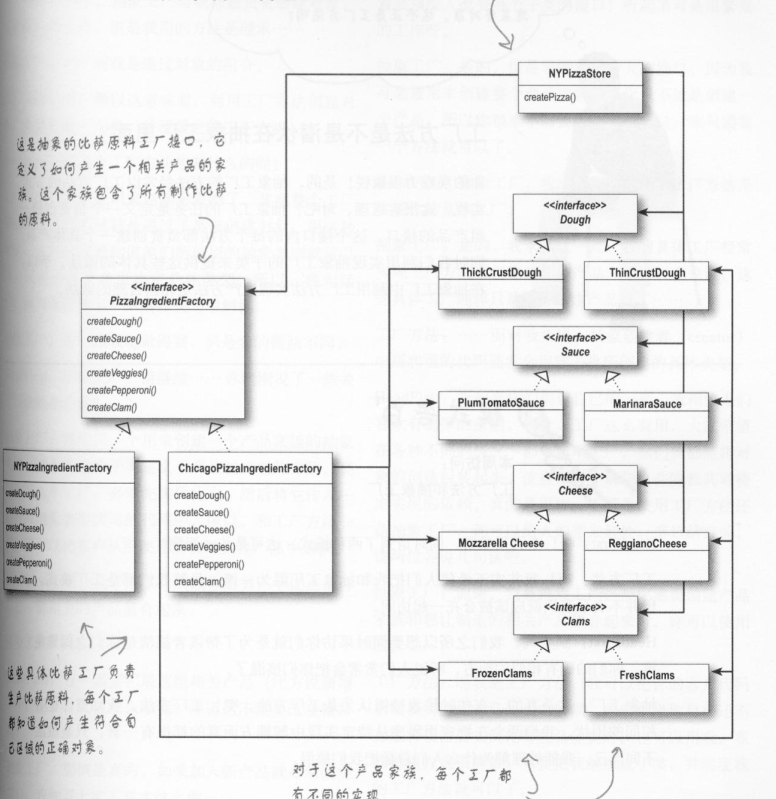 NYPizzaStore
createPizza()
这是抽象的比萨原料工厂接口，它
定义了如何产生一个相关产品的家
族。这个家族包含了所有制作比萨
的原料。
<<interface>>
Dough
ThickCrustDough
ThinCrustDough
<<interface>>
PizzaIngredientFactory
createDough()
createSauce()
createCheese()
createVeggies()
createPepperoni()
createClam()
<<interface>>
Sauce
PlumTomatoSauce
MarinaraSauce
NYPizzaIngredientFactory
createDough()
createSauce()
createCheese()
createVeggies()
createPepperoni()
createClam()
ChicagoPizzaIngredientFactory
createDough()
createSauce()
createCheese()
createVeggies()
createPepperoni()
createClam()
<<interface>>
Cheese
Mozzarella Cheese
ReggianoCheese
<<interface>>
Clams
FrozenClams
FreshClams
这些具体比萨工厂负责
生产比萨原料，每个工厂
都知道如何产生符合自
己区域的正确对象。
对于这个产品家族，每个工厂都
有不同的实现